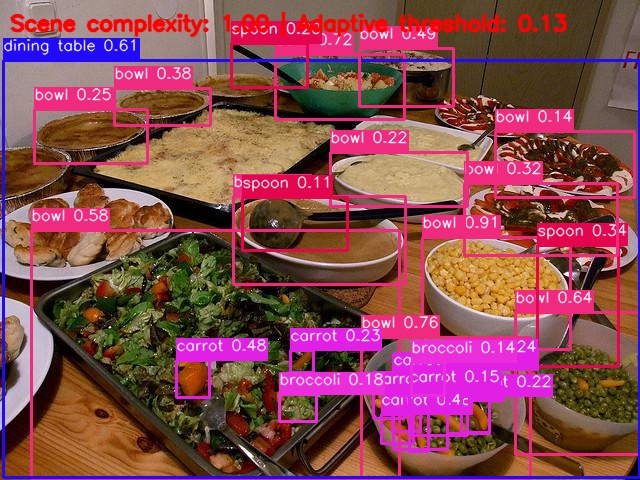 Scene complexity: 1.00 | Adaptive threshold: 0.13
spoon 0.20
0.72
bowl 0.49
dining table 0.61
bowl 0.38
bowl 0.25
bowl 0.14
bowl 0.22
bowl 0.32
bspoon 0.11
bowl 0.58
bowl 0.91
spoon 0.34
bowl 0.64
bowl 0.76
carrot 0.23
carrot 0.48
broccoli 0.1424
broccoli 0.18
carrot 0.15
t 0.22